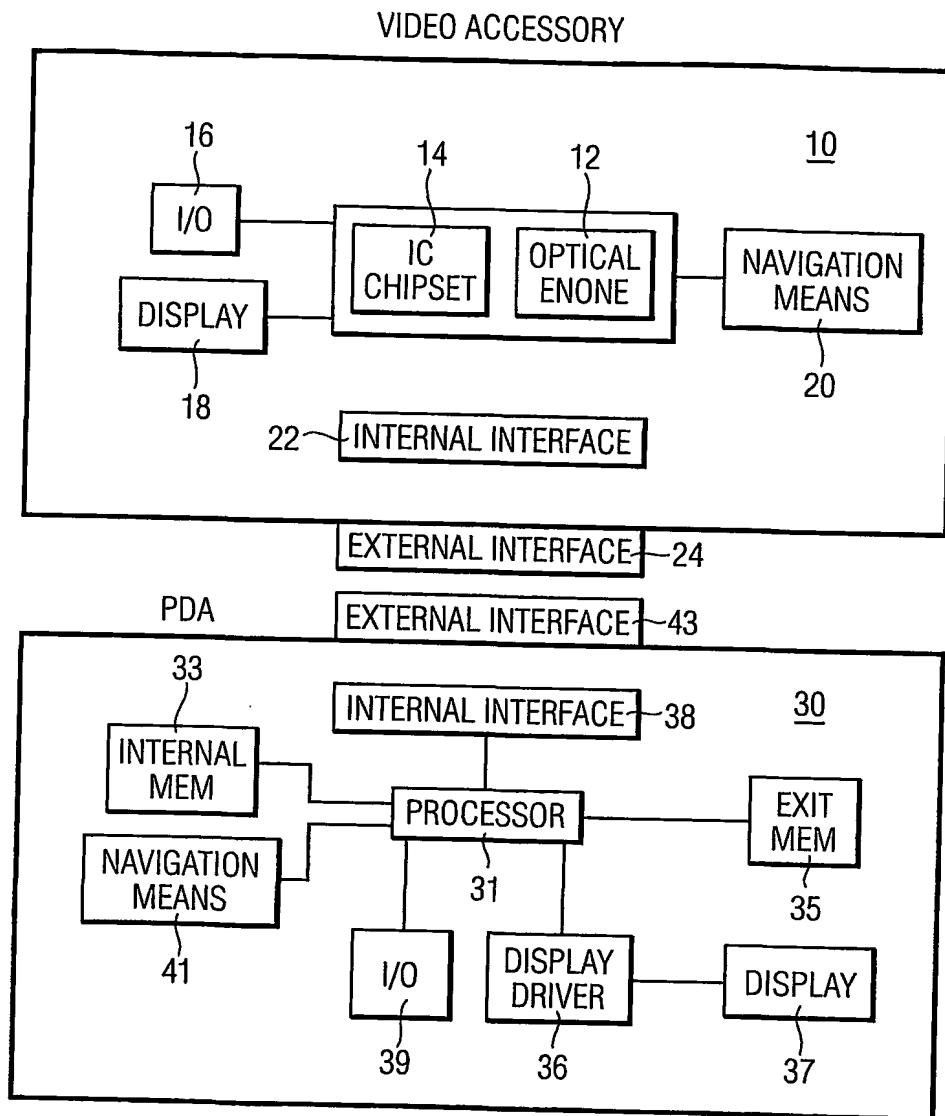 VIDEO ACCESSORY
16
14
12
10
I/O
IC
CHIPSET
OPTICAL
ENONE
NAVIGATION
MEANS
DISPLAY
18
20
22
INTERNAL INTERFACE
EXTERNAL INTERFACE
24
PDA
EXTERNAL INTERFACE
43
33
INTERNAL INTERFACE
38
30
INTERNAL
MEM
PROCESSOR
31
EXIT
MEM
35
NAVIGATION
MEANS
41
I/O
39
DISPLAY
DRIVER
36
DISPLAY
37